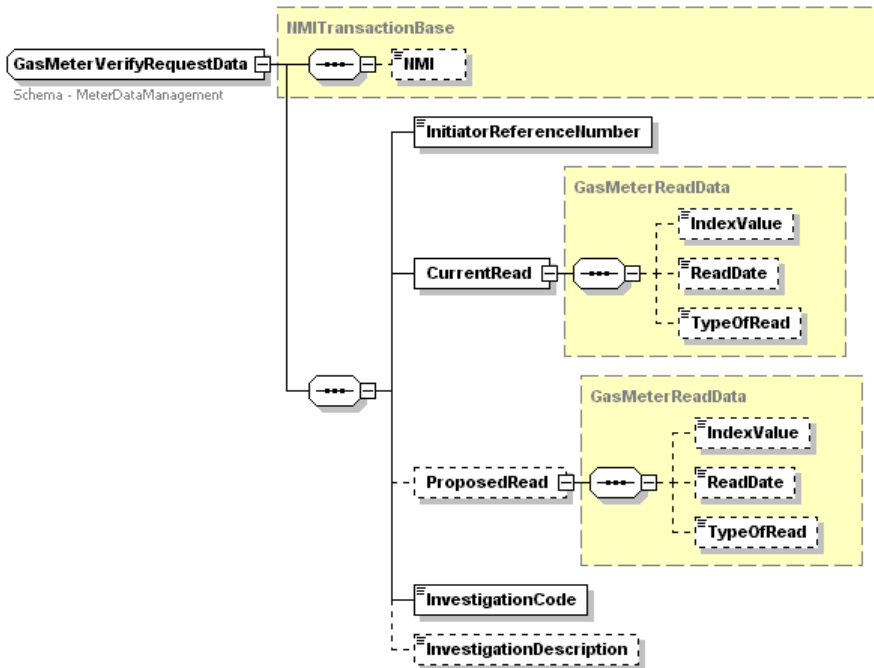 NMITransactionBase
GasMeterVerifyRequestData
NMI
Schema - MeterDataManagement
InitiatorReferenceNumber
GasMeterReadData
IndexValue
CurrentRead
ReadDate
TypeOfRead
GasMeterReadData
IndexValue
ProposedRead
ReadDate
TypeOfRead
InvestigationCode
InvestigationDescription